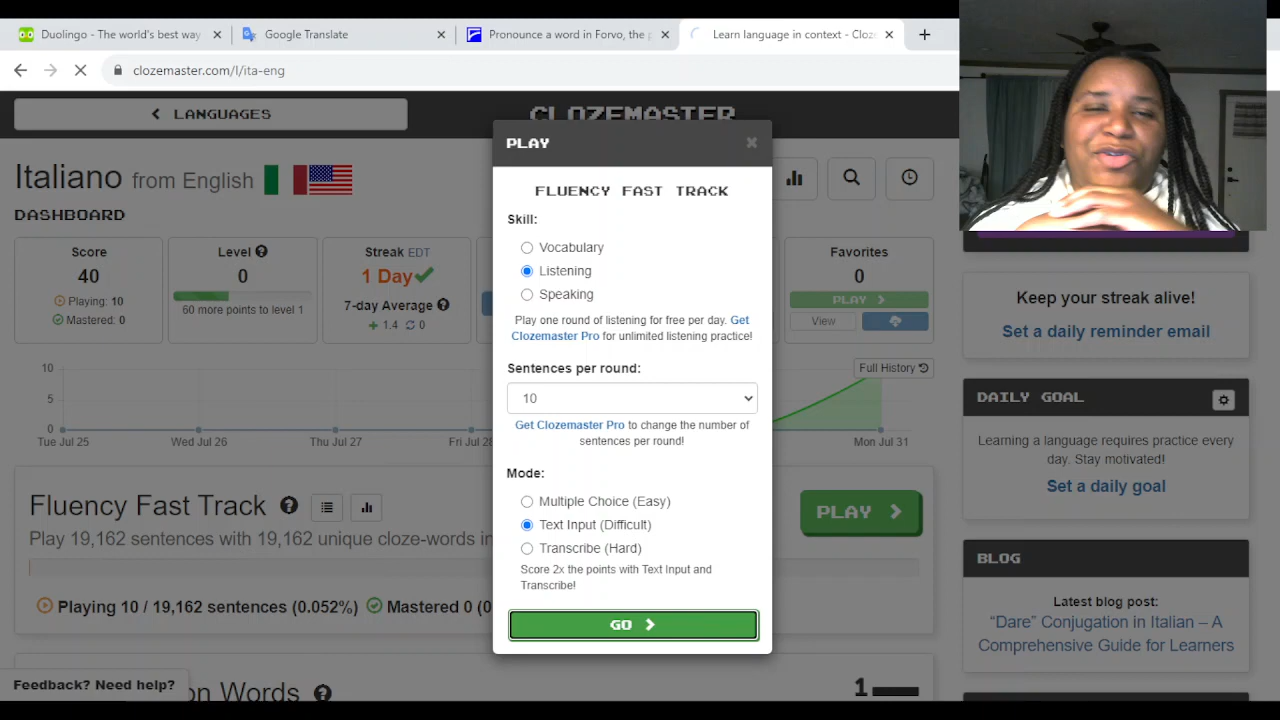 Duolingo - The world's best way
Google Translate
Pronounce a word in Forvo, the
Learn language in context - Cloz
clozemaster.com/l/ita-eng
LANGUAGES
CLOZEMASTER
Italiano from English
DASHBOARD
Score
40
Playing: 10
Mastered: 0
Level
0
60 more points to level 1
Streak EDT
1 Day
7-day Average
1.4 0
Favorites
0
PLAY
View
10
5
0
Full History
Tue Jul 25
Wed Jul 26
Thu Jul 27
Fri Jul 28
Mon Jul 31
Fluency Fast Track
PLAY
Play 19,162 sentences with 19,162 unique cloze-words in
Playing 10 / 19,162 sentences (0.052%) Mastered 0 (0
on Words
1
Feedback? Need help?
PLAY
×
FLUENCY FAST TRACK
Skill:
Vocabulary
Listening
Speaking
Play one round of listening for free per day. Get
Clozemaster Pro for unlimited listening practice!
Sentences per round:
10
Get Clozemaster Pro to change the number of
sentences per round!
Mode:
Multiple Choice (Easy)
Text Input (Difficult)
Transcribe (Hard)
Score 2x the points with Text Input and
Transcribe!
GO
Keep your streak alive!
Set a daily reminder email
DAILY GOAL
Learning a language requires practice every
day. Stay motivated!
Set a daily goal
BLOG
Latest blog post:
“Dare” Conjugation in Italian – A
Comprehensive Guide for Learners